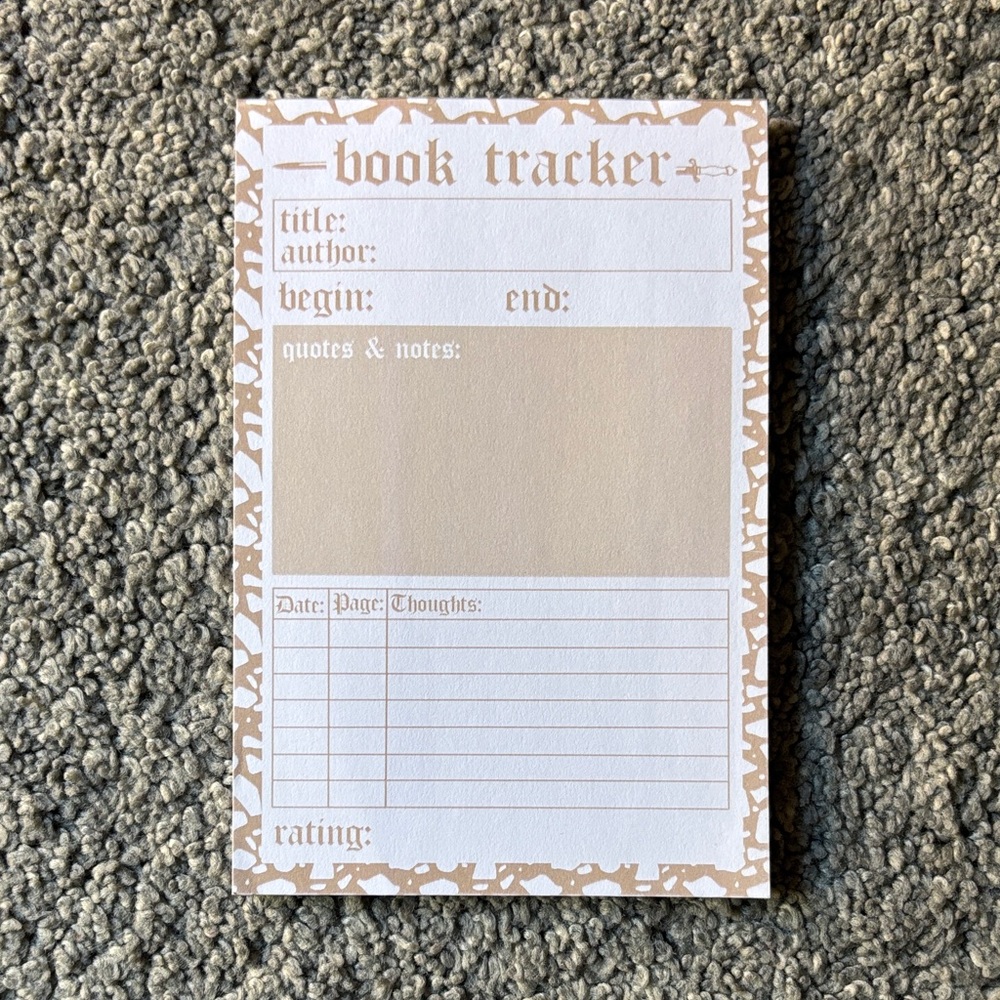 book tracker
title:
author:
begin: end:
quotes & notes:
Date: Page: Thoughts:
rating: